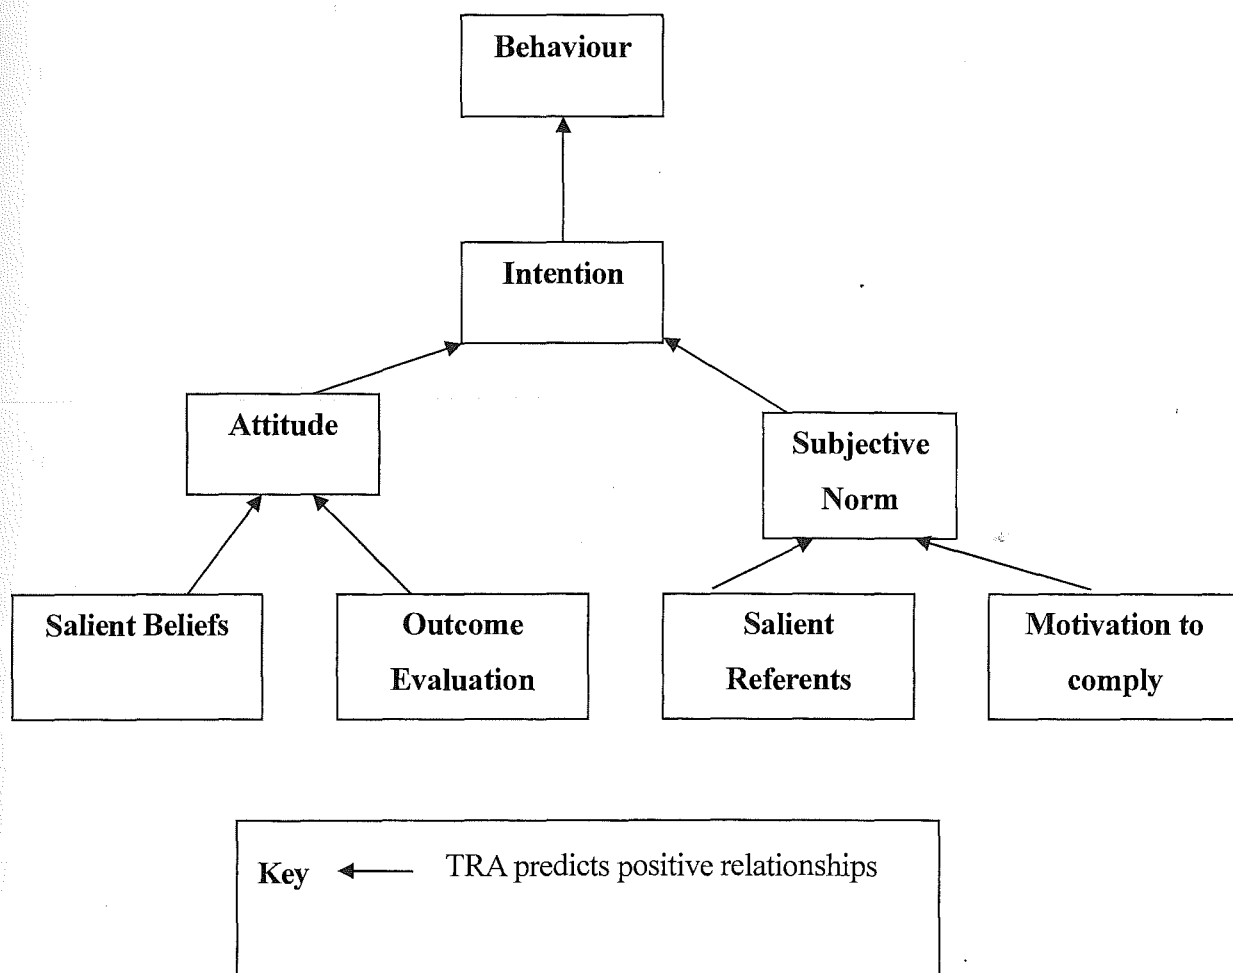 Behaviour
Intention
Attitude
Subjective
Norm
Salient Beliefs
Outcome
Evaluation
Salient
Referents
Motivation to
comply
Key
TRA predicts positive relationships